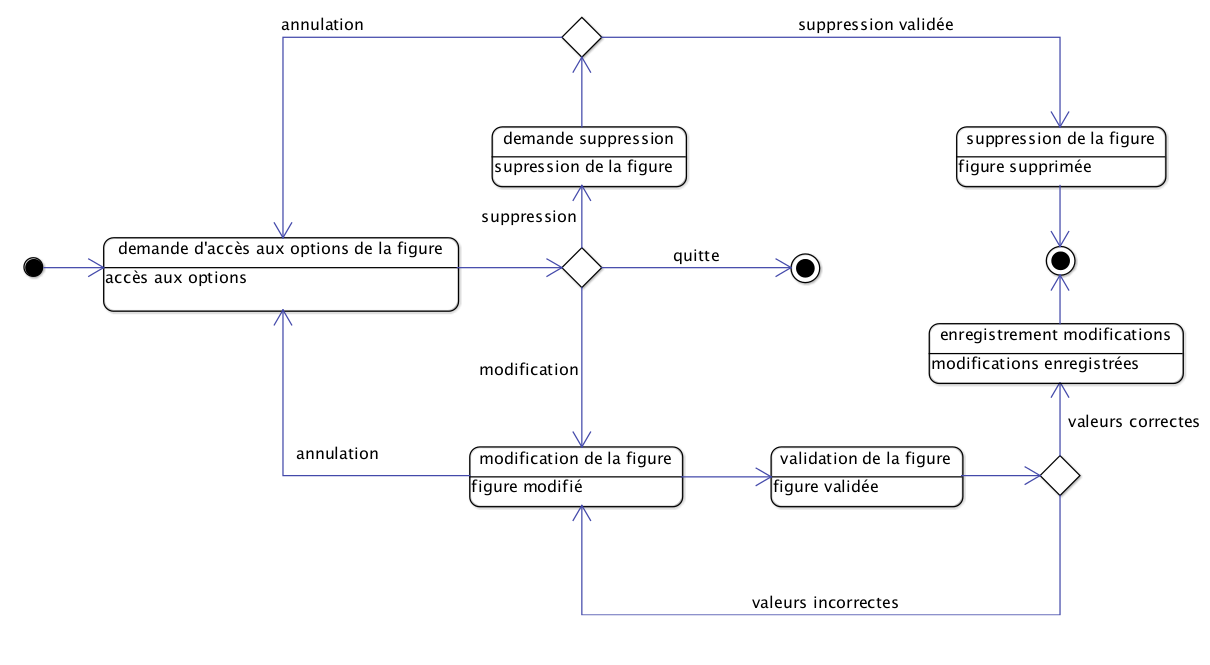 annulation
suppression validée
demande suppression
supression de la figure
suppression de la figure
figure supprimée
suppression
demande d'accès aux options de la figure
accès aux options
quitte
enregistrement modifications
modifications enregistrées
modification
valeurs correctes
annulation
modification de la figure
figure modifié
validation de la figure
figure validée
valeurs incorrectes